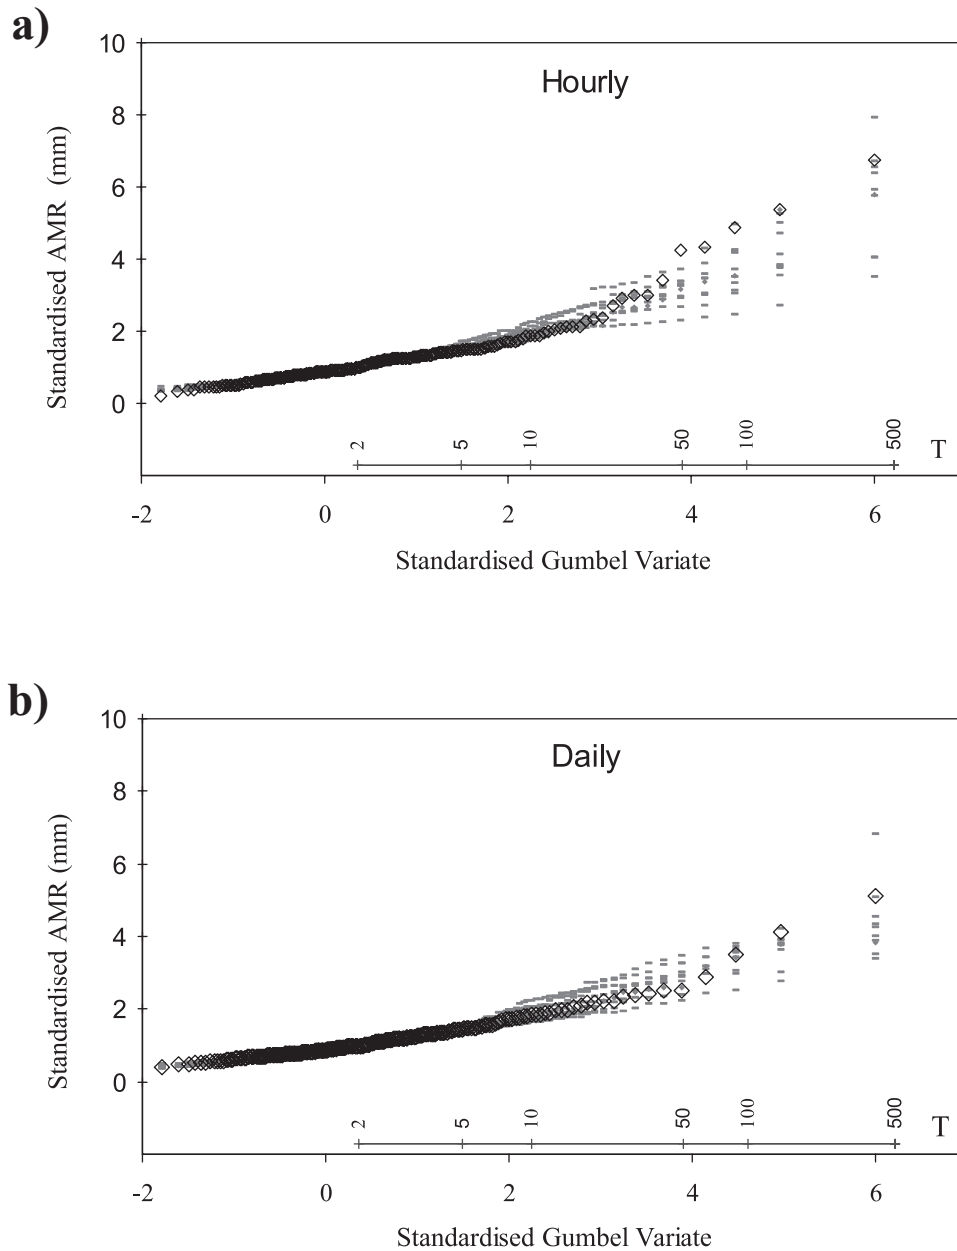 a)
Hourly
Standardised AMR (mm)
10
8
6
4
2
0
2 5 10 50 100 500 T
-2 0 2 4 6
Standardised Gumbel Variate
b)
Daily
Standardised AMR (mm)
10
8
6
4
2
0
2 5 10 50 100 500 T
-2 0 2 4 6
Standardised Gumbel Variate